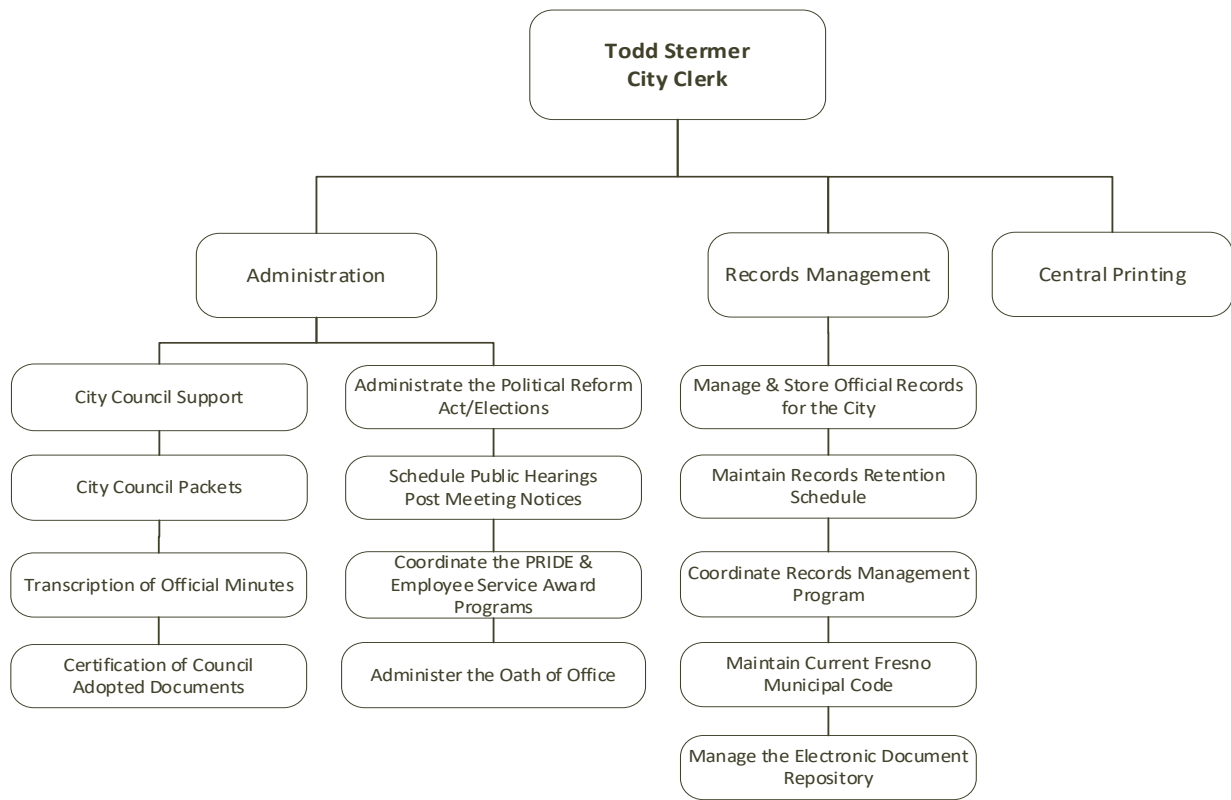 Todd Stermer
City Clerk
Administration
Records Management
Central Printing
City Council Support
City Council Packets
Transcription of Official Minutes
Certification of Council
Adopted Documents
Administrate the Political Reform
Act/Elections
Schedule Public Hearings
Post Meeting Notices
Coordinate the PRIDE &
Employee Service Award
Programs
Administer the Oath of Office
Manage & Store Official Records
for the City
Maintain Records Retention
Schedule
Coordinate Records Management
Program
Maintain Current Fresno
Municipal Code
Manage the Electronic Document
Repository